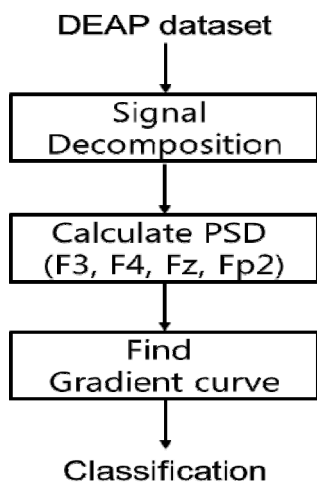 DEAP dataset
Signal
Decomposition
Calculate PSD
(F3, F4, Fz, Fp2)
Find
Gradient curve
Classification